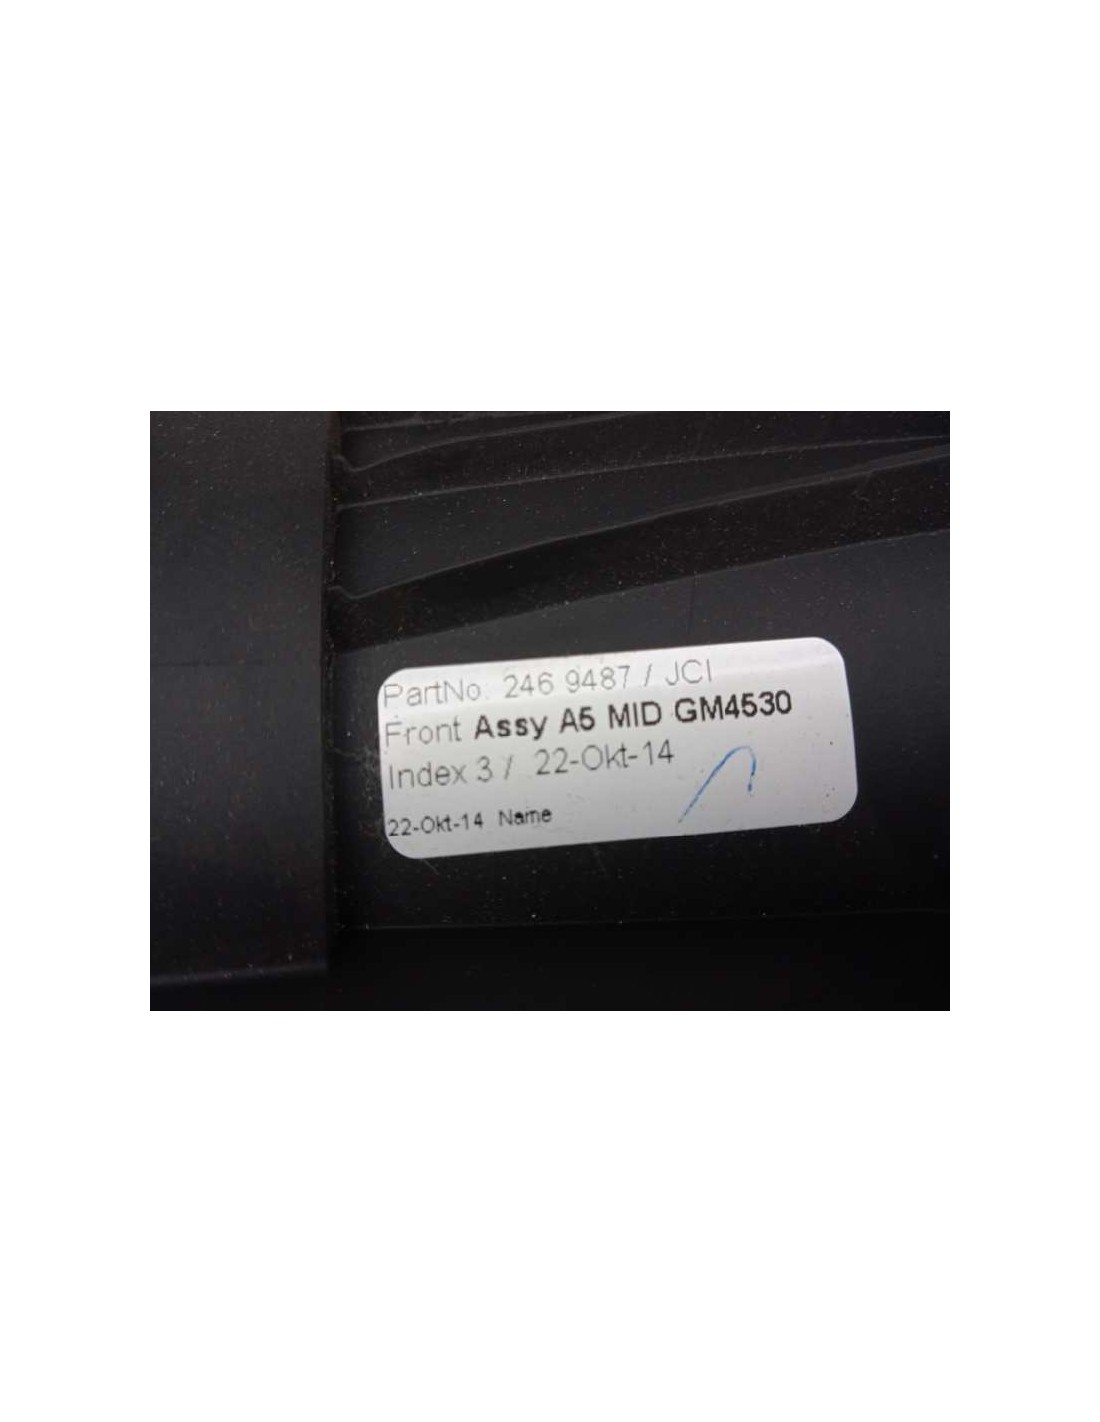 PartNo: 246 9487 / JCI
Front Assy A5 MID GM4530
Index 3 / 22-Okt-14
22-Okt-14 Name